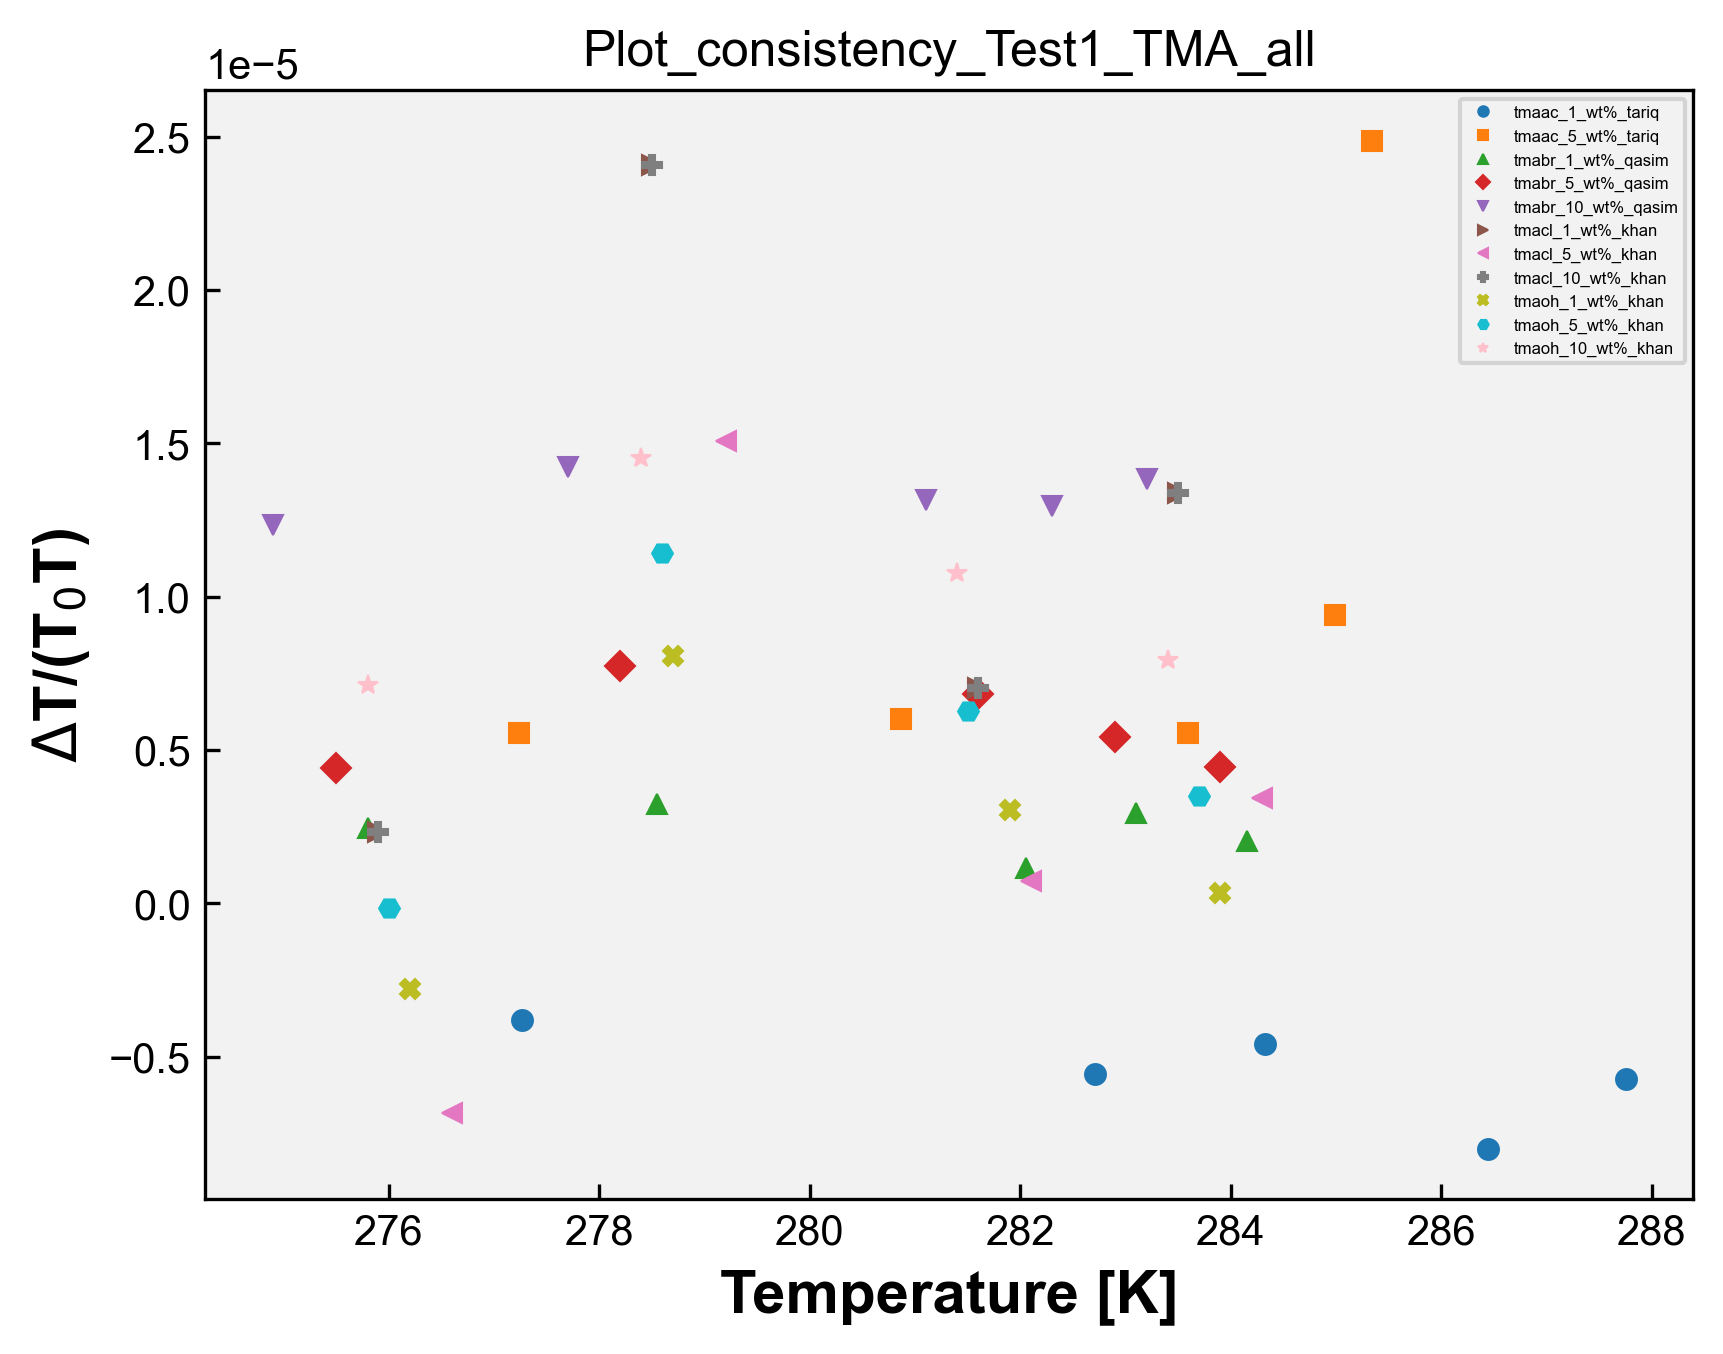 Plot_consistency_Test1_TMA_all
1e−5
2.5
2.0
1.5
1.0
0.5
0.0
−0.5
ΔT/(T₀T)
276 278 280 282 284 286 288
Temperature [K]
tmaac_1_wt%_tariq
tmaac_5_wt%_tariq
tmabr_1_wt%_qasim
tmabr_5_wt%_qasim
tmabr_10_wt%_qasim
tmacl_1_wt%_khan
tmacl_5_wt%_khan
tmacl_10_wt%_khan
tmaoh_1_wt%_khan
tmaoh_5_wt%_khan
tmaoh_10_wt%_khan